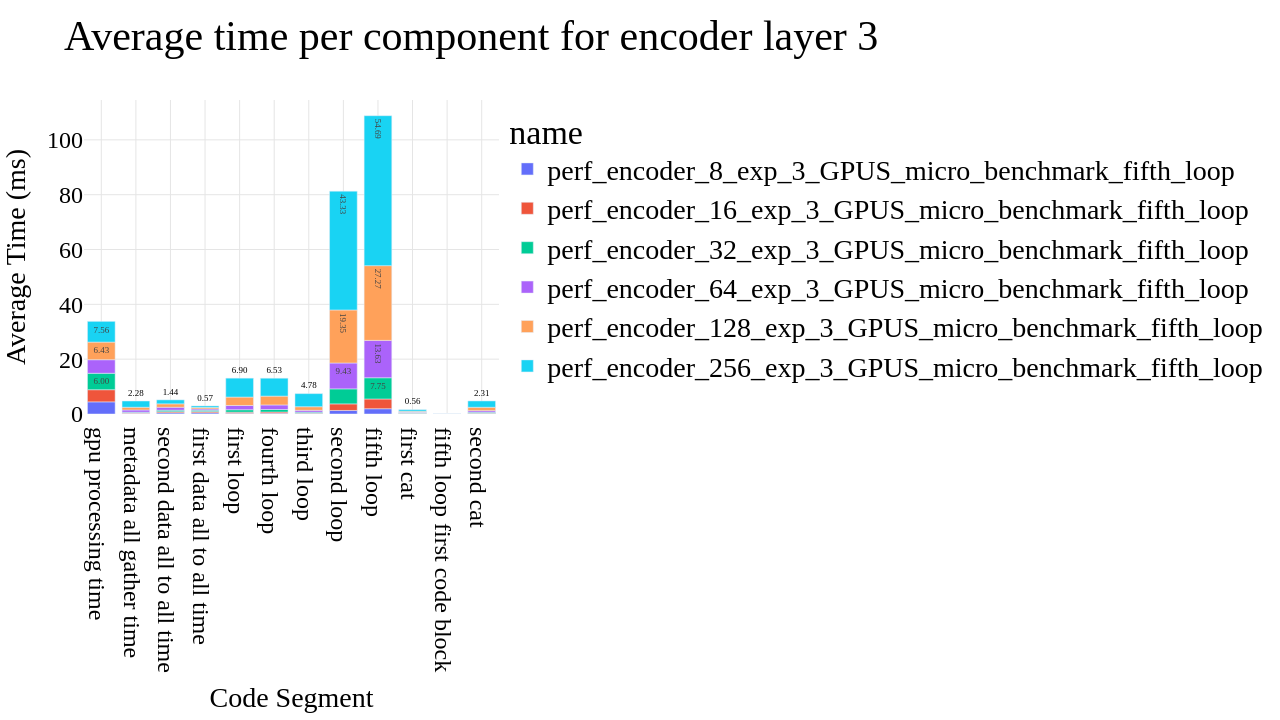 Average time per component for encoder layer 3
Average Time (ms)
100
80
60
40
20
0
7.56
6.43
6.00
2.28
1.44
0.57
6.90
6.53
4.78
43.33
19.35
9.43
54.69
27.27
13.63
7.75
0.56
2.31
gpu processing time
metadata all gather time
second data all to all time
first data all to all time
first loop
fourth loop
third loop
second loop
fifth loop
first cat
fifth loop first code block
second cat
Code Segment
name
perf_encoder_8_exp_3_GPUS_micro_benchmark_fifth_loop
perf_encoder_16_exp_3_GPUS_micro_benchmark_fifth_loop
perf_encoder_32_exp_3_GPUS_micro_benchmark_fifth_loop
perf_encoder_64_exp_3_GPUS_micro_benchmark_fifth_loop
perf_encoder_128_exp_3_GPUS_micro_benchmark_fifth_loop
perf_encoder_256_exp_3_GPUS_micro_benchmark_fifth_loop